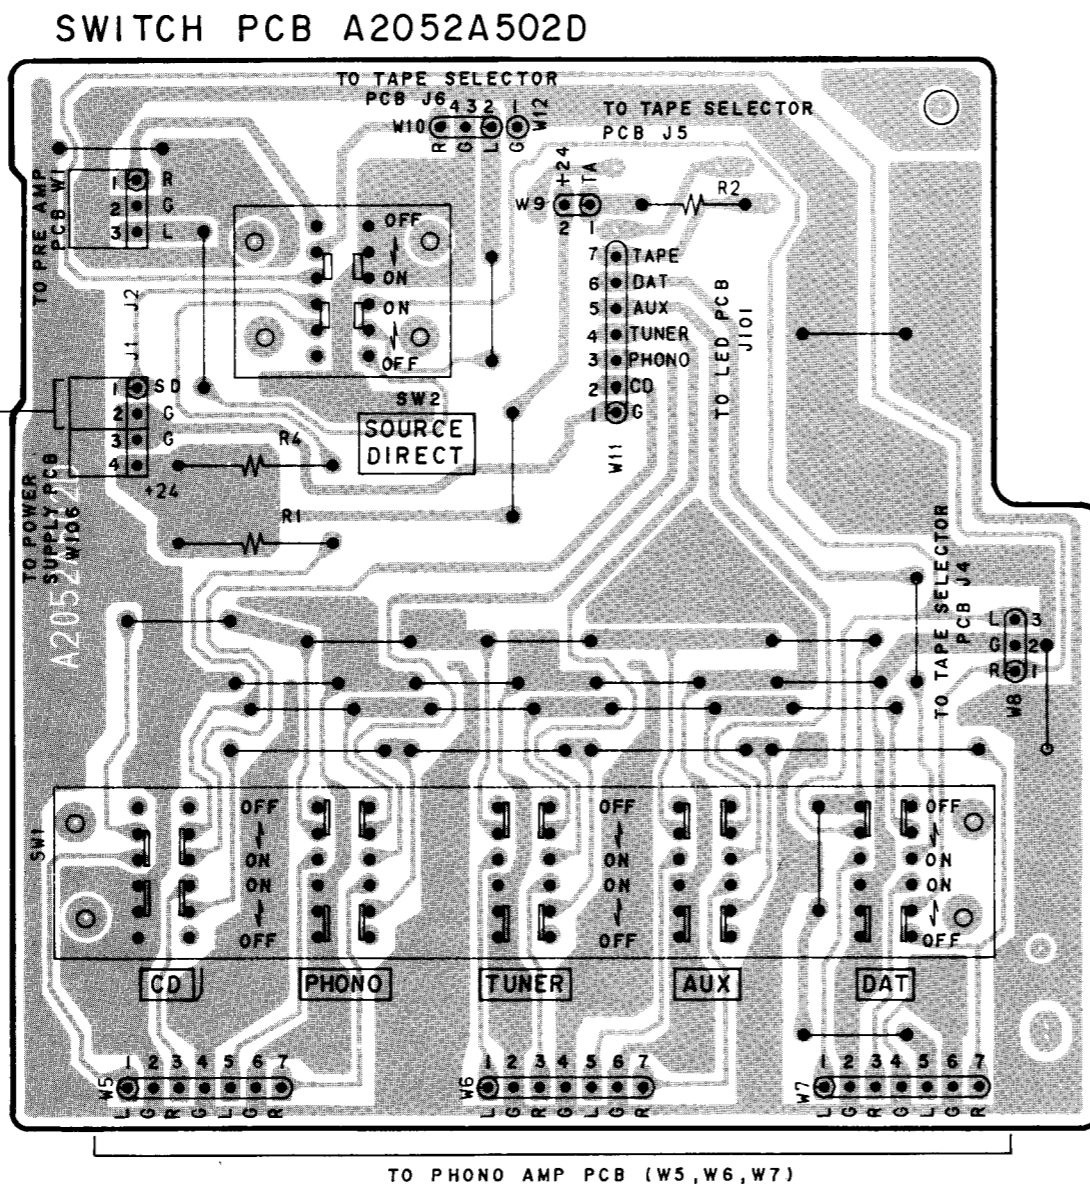 SWITCH PCB A2052A502D
TO TAPE SELECTOR
PCB J6
W10
4 3 2 1
R G L G
W12
TO TAPE SELECTOR
PCB J5
+24 TA
W9
2 1
R2
TO PRE AMP
PCB W1
1 R
2 G
3 L
J2
OFF
ON
ON
OFF
SW2
SOURCE
DIRECT
7 TAPE
6 DAT
5 AUX
4 TUNER
3 PHONO
2 CD
1 G
W11
TO LED PCB
J101
J1
1 SD
2 G
3 G
4
+24
R4
R1
TO POWER
SUPPLY PCB
W106
TO TAPE SELECTOR
PCB J4
L 3
G 2
R 1
W8
SW1
OFF
ON
ON
OFF
OFF
ON
ON
OFF
OFF
ON
ON
OFF
CD
PHONO
TUNER
AUX
DAT
W5
1 2 3 4 5 6 7
L G R G L G R
W6
1 2 3 4 5 6 7
L G R G L G R
W7
1 2 3 4 5 6 7
L G R G L G R
TO PHONO AMP PCB (W5,W6,W7)